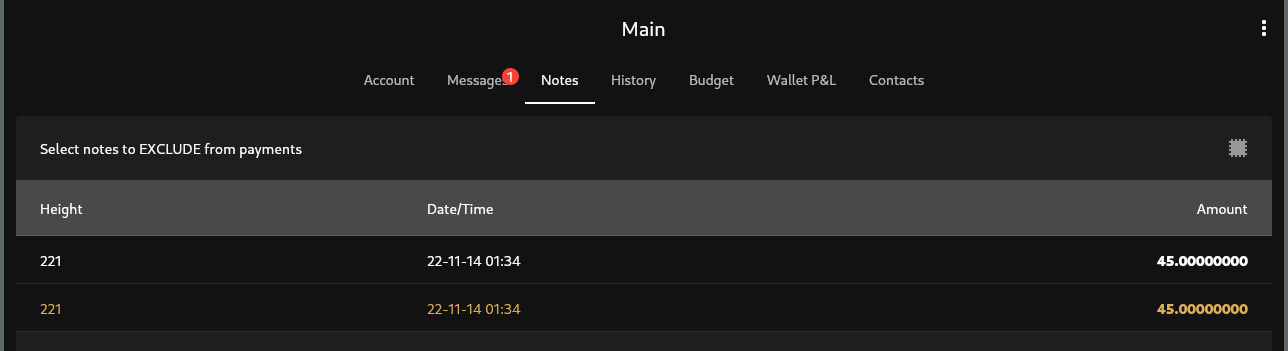 Main
Account Messages 1 Notes History Budget Wallet P&L Contacts
Select notes to EXCLUDE from payments
Height Date/Time Amount
221 22-11-14 01:34 45.00000000
221 22-11-14 01:34 45.00000000